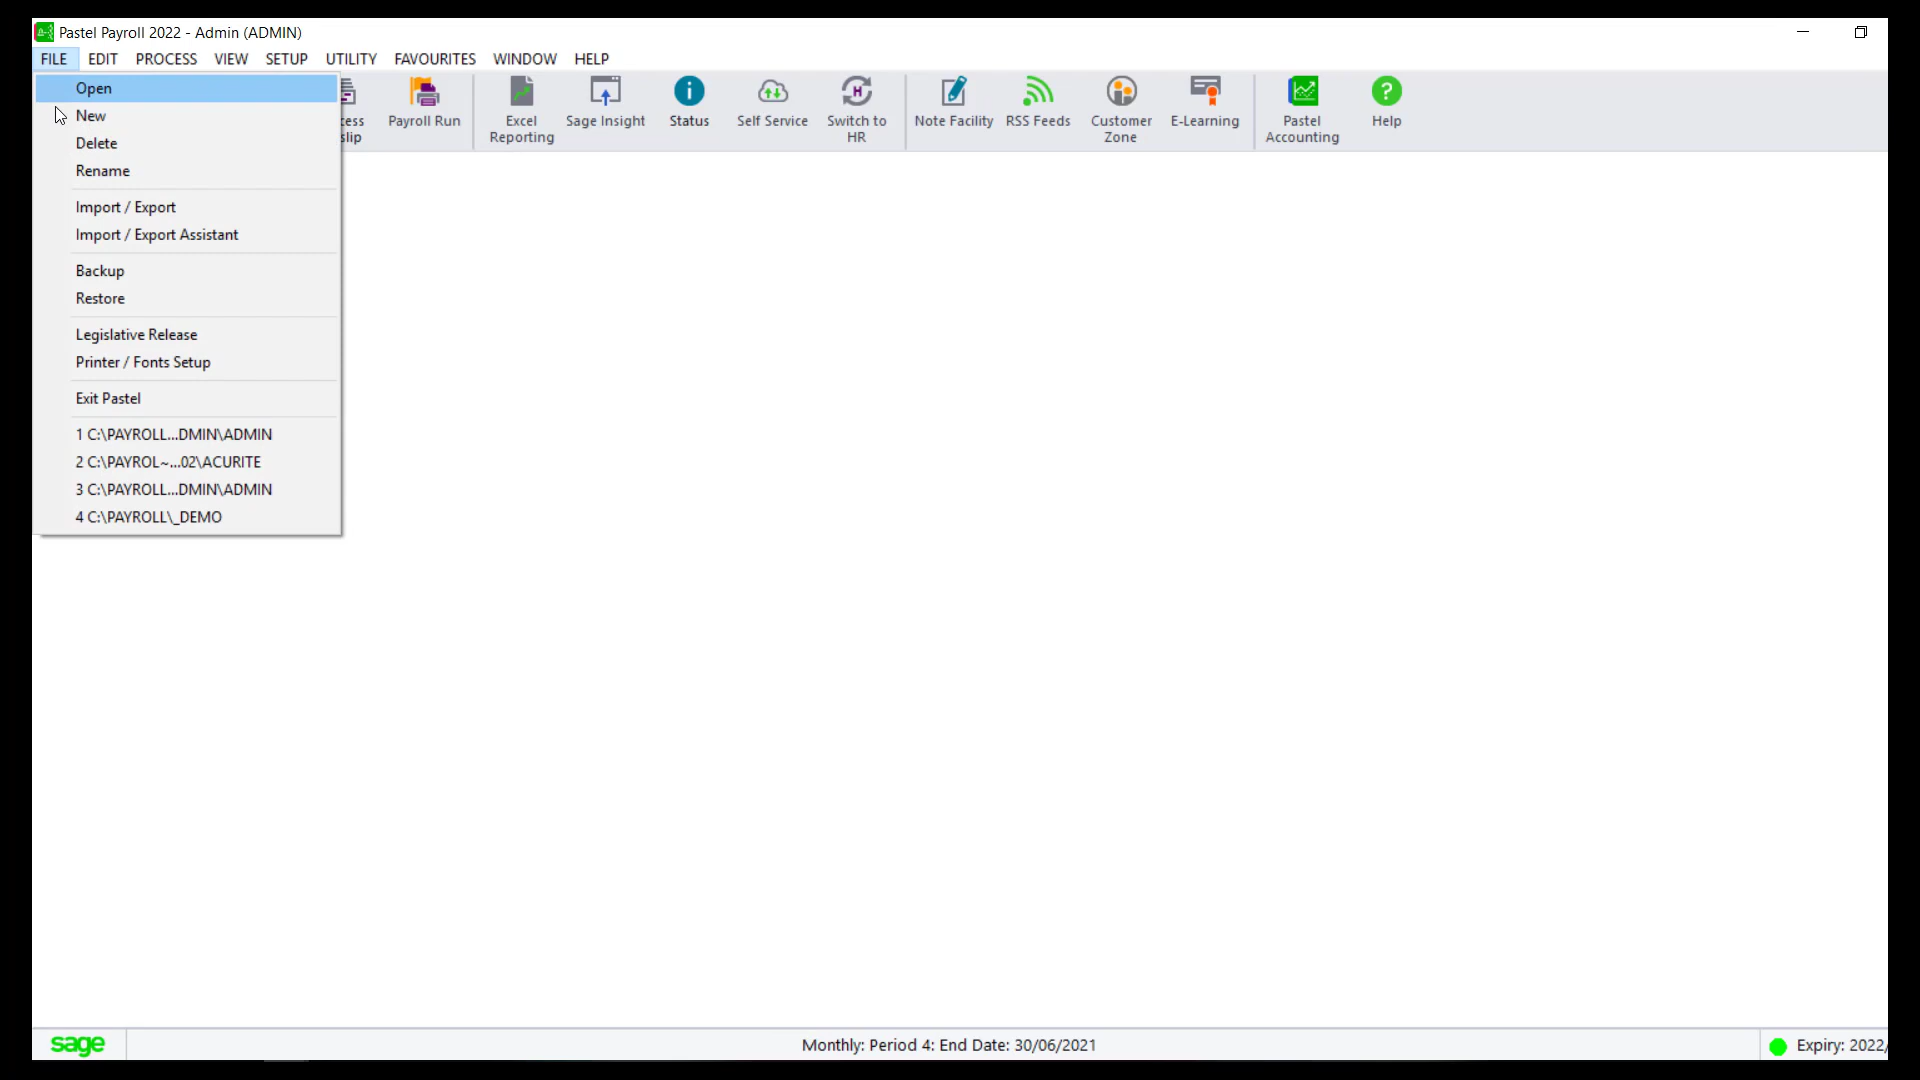 Pastel Payroll 2022 - Admin (ADMIN)
FILE EDIT PROCESS VIEW SETUP UTILITY FAVOURITES WINDOW HELP
Open
New
Delete
Rename
Import / Export
Import / Export Assistant
Backup
Restore
Legislative Release
Printer / Fonts Setup
Exit Pastel
1 C:\PAYROLL...DMIN\ADMIN
2 C:\PAYROL~...02\ACURITE
3 C:\PAYROLL...DMIN\ADMIN
4 C:\PAYROLL\_DEMO
cess
slip
Payroll Run
Excel
Reporting
Sage Insight
Status
Self Service
Switch to
HR
Note Facility
RSS Feeds
Customer
Zone
E-Learning
Pastel
Accounting
Help
sage
Monthly: Period 4: End Date: 30/06/2021
Expiry: 2022/